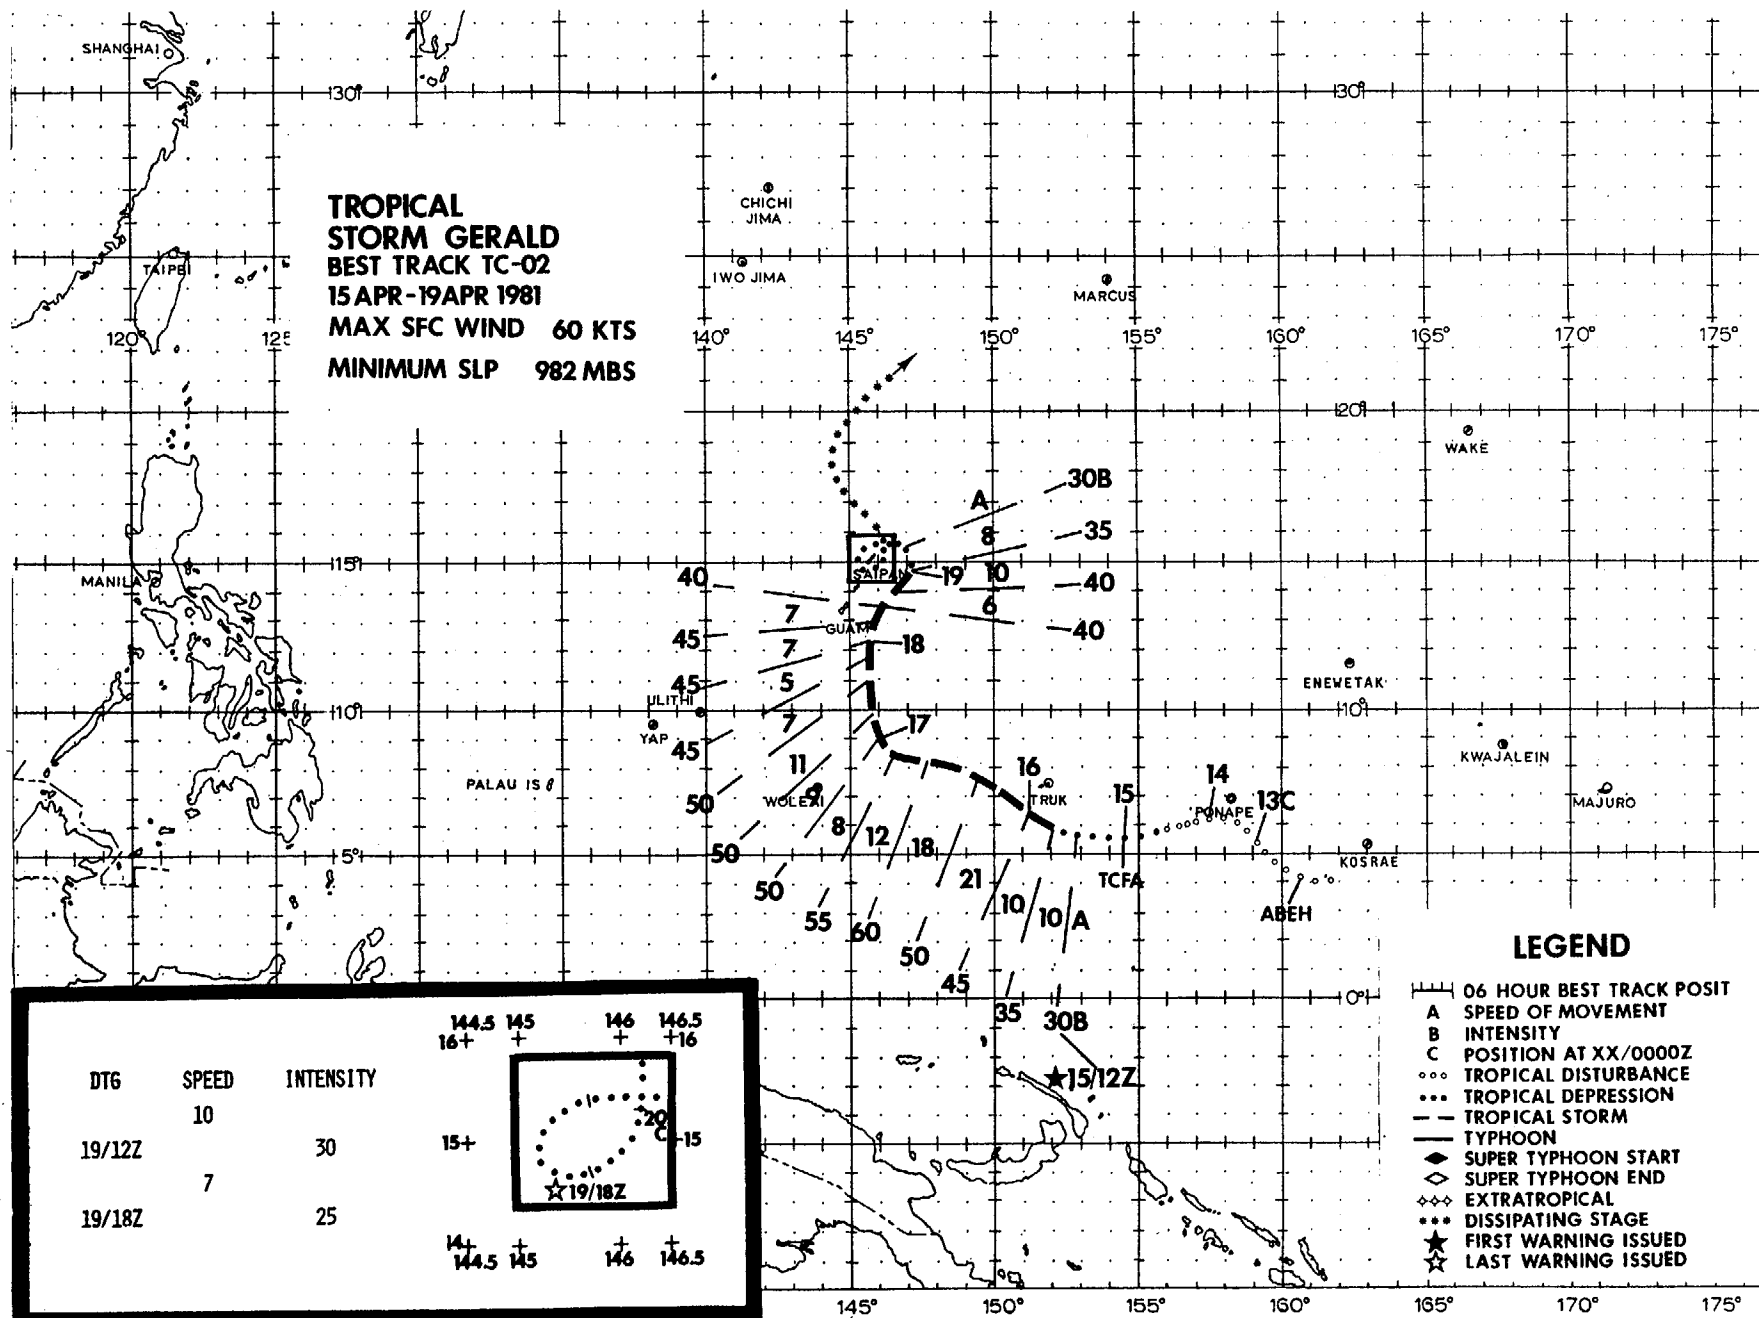 SHANGHAI
30°
30°
TROPICAL
STORM GERALD
BEST TRACK TC-02
15 APR-19 APR 1981
MAX SFC WIND 60 KTS
MINIMUM SLP 982 MBS
CHICHI
JIMA
IWO JIMA
MARCUS
TAIPEI
120°
125
140°
145°
150°
155°
160°
165°
170°
175°
20°
WAKE
30B
A
35
8
15°
15°
MANILA
SAIPAN
19
10
40
40
6
7
40
GUAM
45
18
7
45
5
ENEWETAK
ULITHI
10°
10°
YAP
7
17
45
KWAJALEIN
11
16
14
PALAU IS
WOLEAI
TRUK
15
PONAPE
13C
MAJURO
50
8
12
18
50
5°
5°
KOSRAE
21
TCFA
50
10
10
A
ABEH
55
60
50
45
35
30B
0°
15/12Z
LEGEND
06 HOUR BEST TRACK POSIT
A SPEED OF MOVEMENT
B INTENSITY
C POSITION AT XX/0000Z
TROPICAL DISTURBANCE
TROPICAL DEPRESSION
TROPICAL STORM
TYPHOON
SUPER TYPHOON START
SUPER TYPHOON END
EXTRATROPICAL
DISSIPATING STAGE
FIRST WARNING ISSUED
LAST WARNING ISSUED
DTG SPEED INTENSITY
10
19/12Z 30
7
19/18Z 25
144.5 145 146 146.5
16 16
20
C
15 15
19/18Z
14
144.5 145 146 146.5
145° 150° 155° 160° 165° 170° 175°